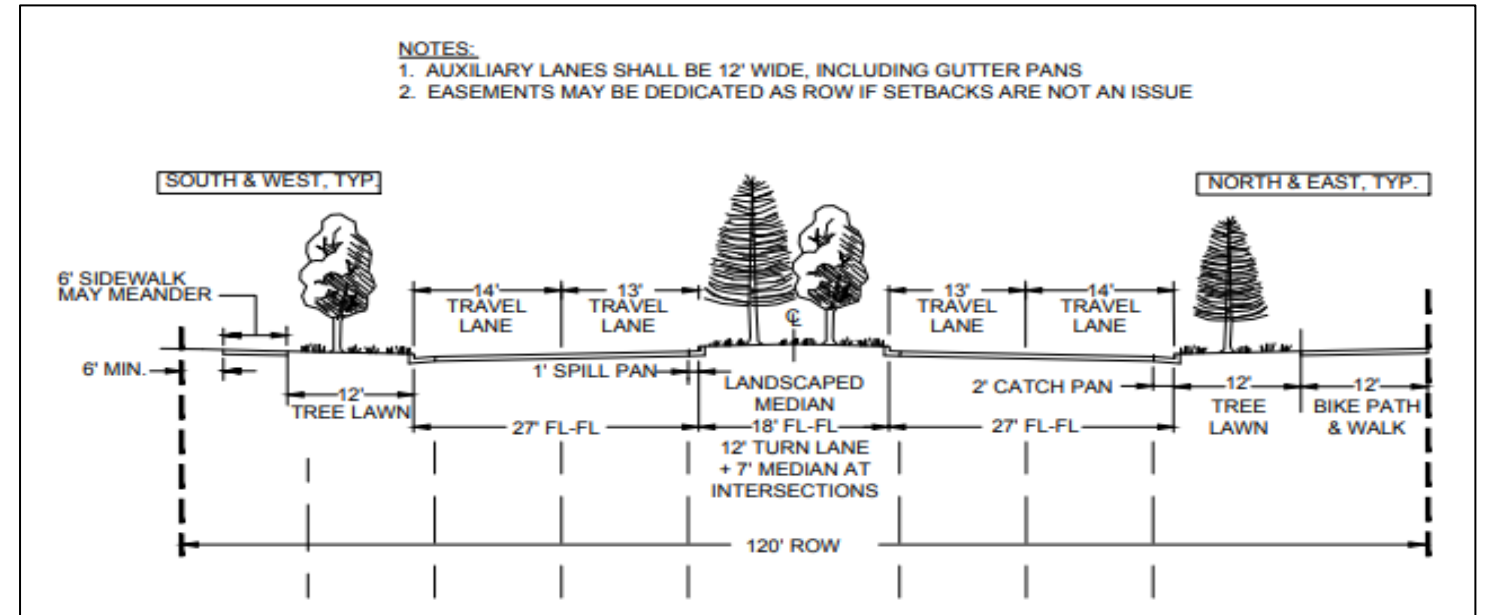 NOTES:
1. AUXILIARY LANES SHALL BE 12' WIDE, INCLUDING GUTTER PANS
2. EASEMENTS MAY BE DEDICATED AS ROW IF SETBACKS ARE NOT AN ISSUE
SOUTH & WEST, TYP.
NORTH & EAST, TYP.
6' SIDEWALK
MAY MEANDER
14'
TRAVEL
LANE
13'
TRAVEL
LANE
℄
13'
TRAVEL
LANE
14'
TRAVEL
LANE
6' MIN.
12'
TREE LAWN
1' SPILL PAN
LANDSCAPED
MEDIAN
18' FL-FL
12' TURN LANE
+ 7' MEDIAN AT
INTERSECTIONS
2' CATCH PAN
12'
TREE
LAWN
12'
BIKE PATH
& WALK
27' FL-FL
27' FL-FL
120' ROW